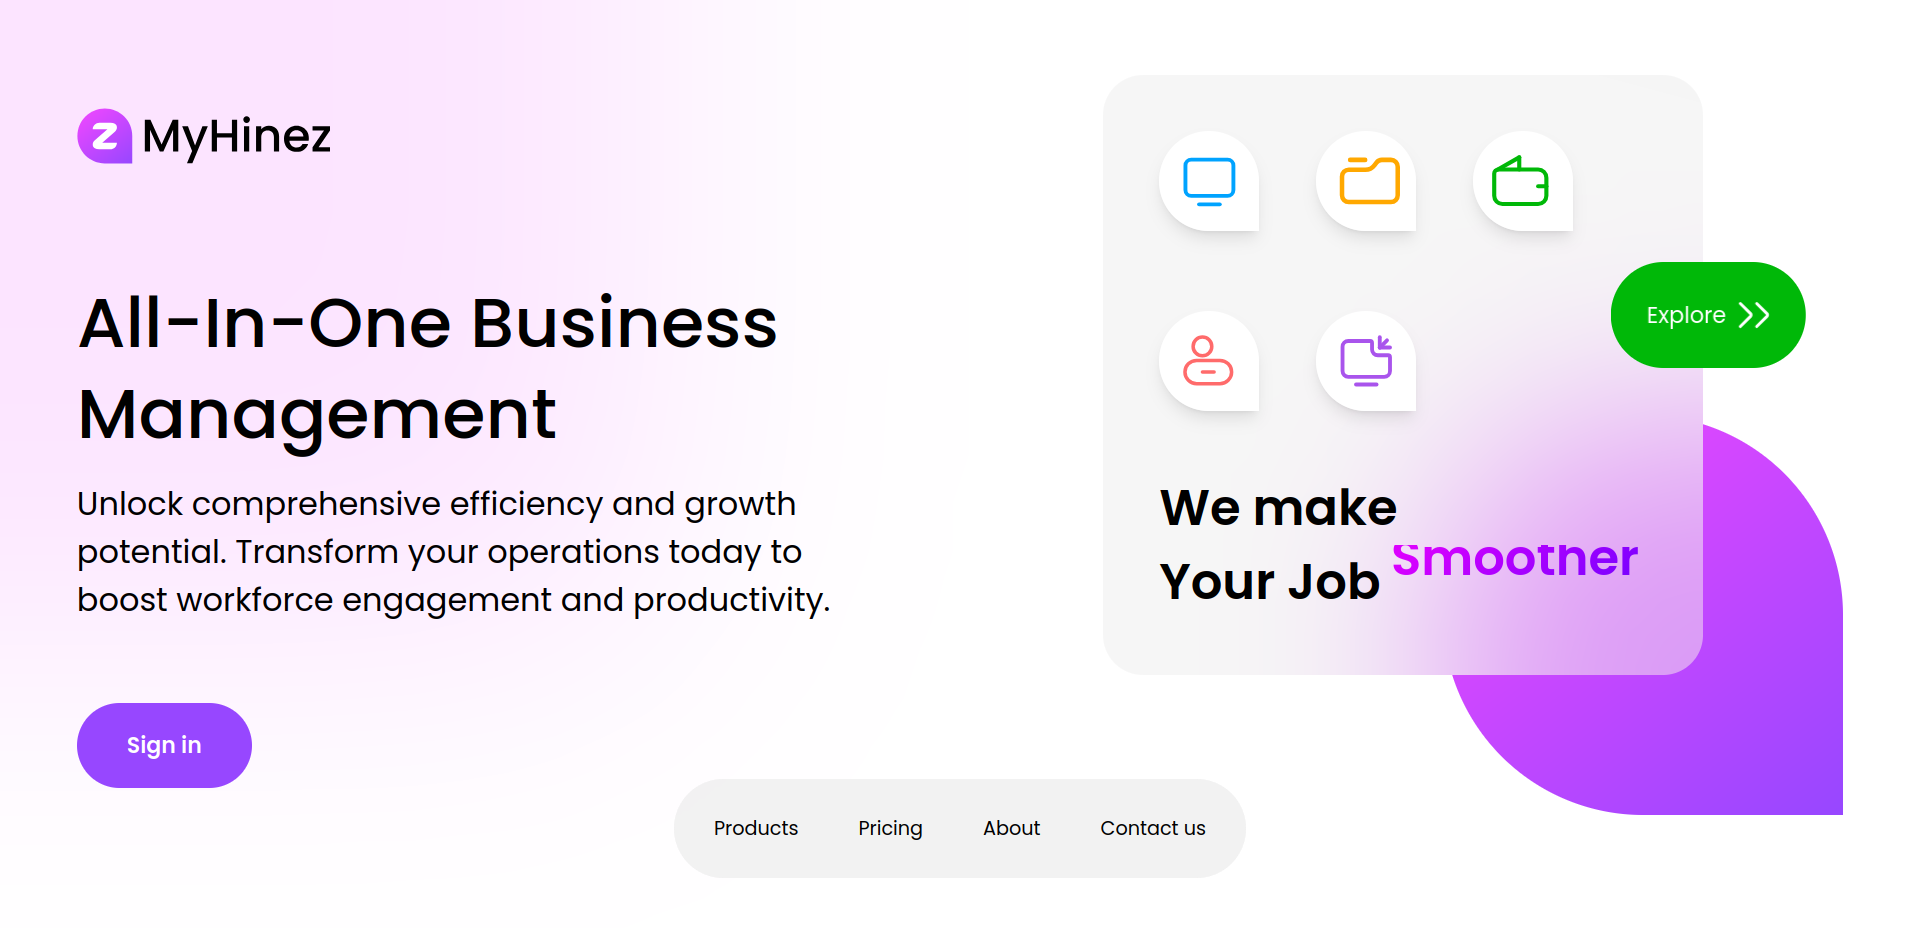 MyHinez
All-In-One Business
Management
Unlock comprehensive efficiency and growth
potential. Transform your operations today to
boost workforce engagement and productivity.
Sign in
Explore
We make
Your Job Smoother
Products Pricing About Contact us